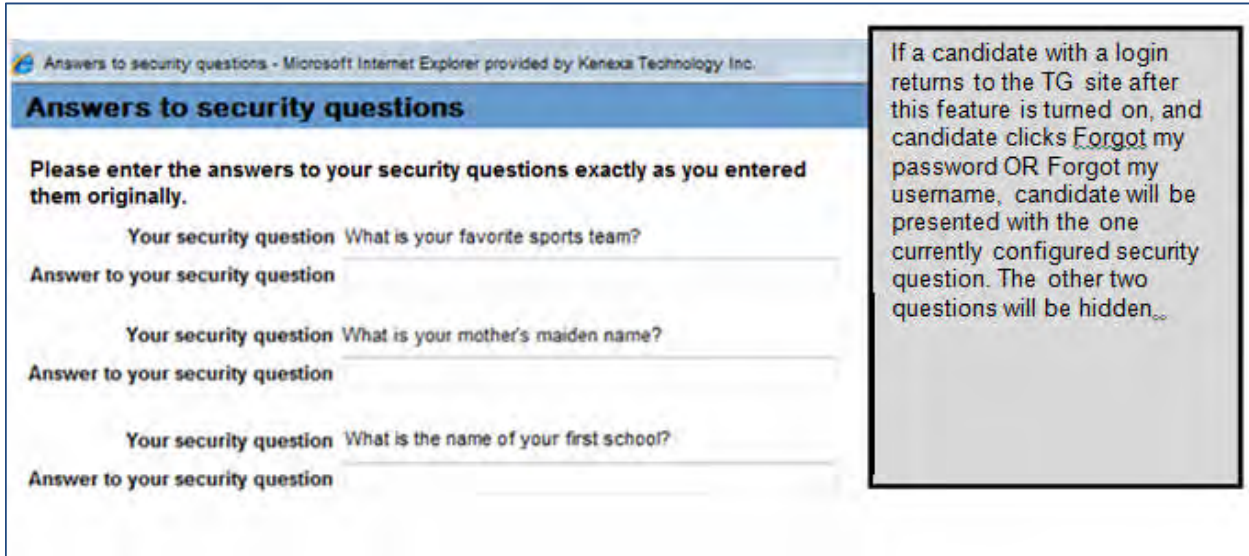 Answers to security questions - Microsoft Internet Explorer provided by Kenexa Technology Inc.
Answers to security questions
Please enter the answers to your security questions exactly as you entered
them originally.
Your security question What is your favorite sports team?
Answer to your security question
Your security question What is your mother's maiden name?
Answer to your security question
Your security question What is the name of your first school?
Answer to your security question
If a candidate with a login
returns to the TG site after
this feature is turned on, and
candidate clicks Forgot my
password OR Forgot my
username, candidate will be
presented with the one
currently configured security
question. The other two
questions will be hidden..